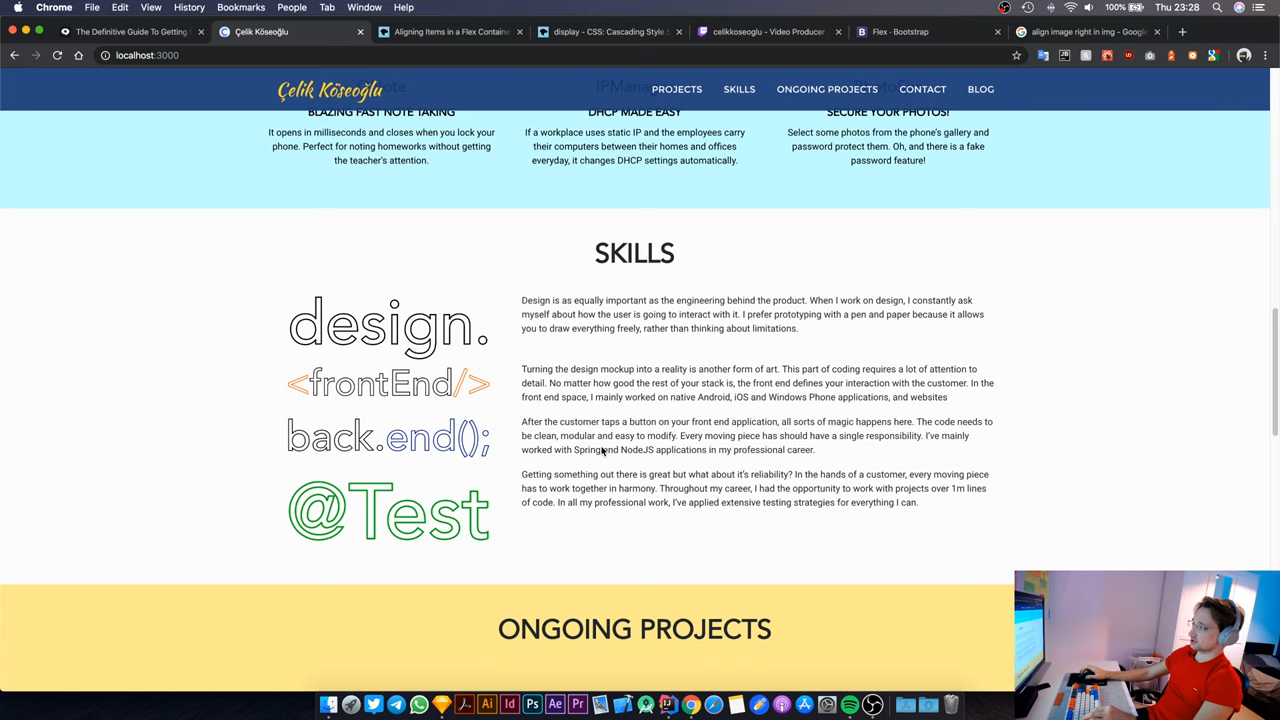 Chrome File Edit View History Bookmarks People Tab Window Help
100% Thu 23:28
The Definitive Guide To Getting
Çelik Köseoğlu
Aligning Items in a Flex Containe
display - CSS: Cascading Style
celikkoseoglu - Video Producer
Flex · Bootstrap
align image right in img - Googl
localhost:3000
Çelik Köseoğlu
PROJECTS SKILLS ONGOING PROJECTS CONTACT BLOG
BLAZING FAST NOTE TAKING
It opens in milliseconds and closes when you lock your
phone. Perfect for noting homeworks without getting
the teacher's attention.
DHCP MADE EASY
If a workplace uses static IP and the employees carry
their computers between their homes and offices
everyday, it changes DHCP settings automatically.
SECURE YOUR PHOTOS!
Select some photos from the phone's gallery and
password protect them. Oh, and there is a fake
password feature!
SKILLS
design.
Design is as equally important as the engineering behind the product. When I work on design, I constantly ask
myself about how the user is going to interact with it. I prefer prototyping with a pen and paper because it allows
you to draw everything freely, rather than thinking about limitations.
<frontEnd/>
Turning the design mockup into a reality is another form of art. This part of coding requires a lot of attention to
detail. No matter how good the rest of your stack is, the front end defines your interaction with the customer. In the
front end space, I mainly worked on native Android, iOS and Windows Phone applications, and websites
back.end();
After the customer taps a button on your front end application, all sorts of magic happens here. The code needs to
be clean, modular and easy to modify. Every moving piece has should have a single responsibility. I've mainly
worked with Spring and NodeJS applications in my professional career.
@Test
Getting something out there is great but what about it's reliability? In the hands of a customer, every moving piece
has to work together in harmony. Throughout my career, I had the opportunity to work with projects over 1m lines
of code. In all my professional work, I've applied extensive testing strategies for everything I can.
ONGOING PROJECTS
Ai Id Ps Ae Pr